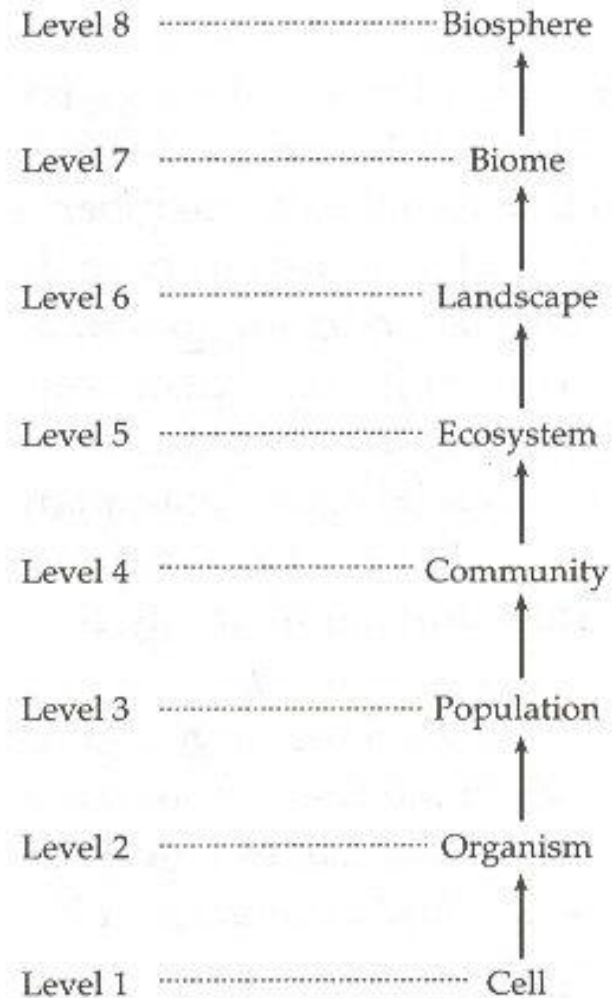 Level 8 Biosphere
Level 7 Biome
Level 6 Landscape
Level 5 Ecosystem
Level 4 Community
Level 3 Population
Level 2 Organism
Level 1 Cell